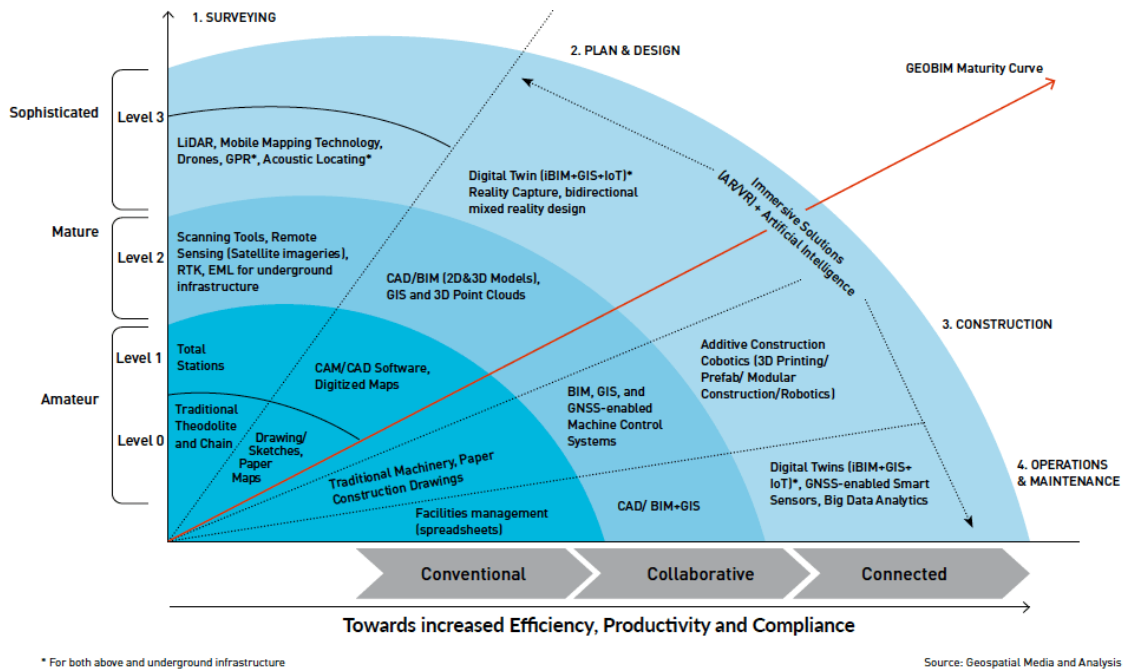 1. SURVEYING
2. PLAN & DESIGN
GEOBIM Maturity Curve
Sophisticated
Level 3
LiDAR, Mobile Mapping Technology,
Drones, GPR*, Acoustic Locating*
Digital Twin (iBIM+GIS+IoT)*
Reality Capture, bidirectional
mixed reality design
Immersive Solutions
(AR/VR) + Artificial Intelligence
Mature
Level 2
Scanning Tools, Remote
Sensing (Satellite imageries),
RTK, EML for underground
infrastructure
CAD/BIM (2D&3D Models),
GIS and 3D Point Clouds
3. CONSTRUCTION
Additive Construction
Cobotics (3D Printing/
Prefab/ Modular
Construction/Robotics)
Amateur
Level 1
Total
Stations
CAM/CAD Software,
Digitized Maps
BIM, GIS, and
GNSS-enabled
Machine Control
Systems
Level 0
Traditional
Theodolite
and Chain
Drawing/
Sketches,
Paper
Maps
Traditional Machinery, Paper
Construction Drawings
Facilities management
(spreadsheets)
CAD/ BIM+GIS
Digital Twins (iBIM+GIS+
IoT)*, GNSS-enabled Smart
Sensors, Big Data Analytics
4. OPERATIONS
& MAINTENANCE
Conventional
Collaborative
Connected
Towards increased Efficiency, Productivity and Compliance
* For both above and underground infrastructure
Source: Geospatial Media and Analysis